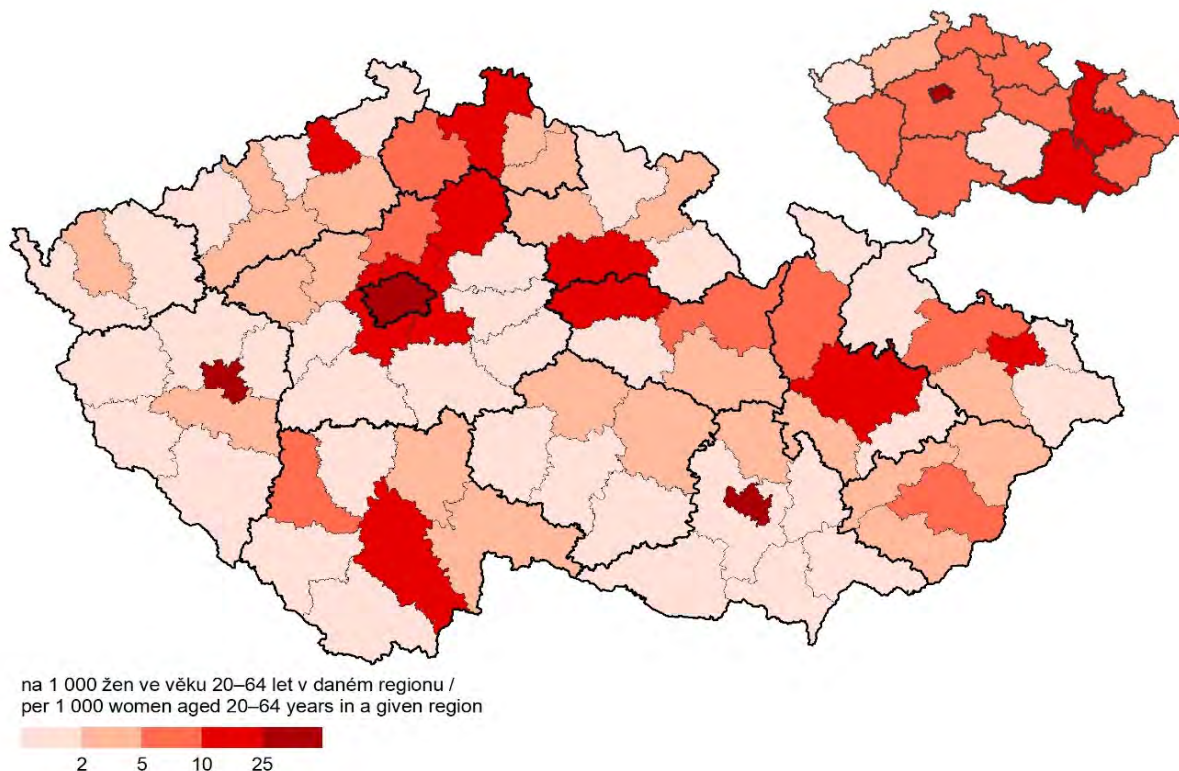 na 1 000 žen ve věku 20–64 let v daném regionu /
per 1 000 women aged 20–64 years in a given region
2 5 10 25